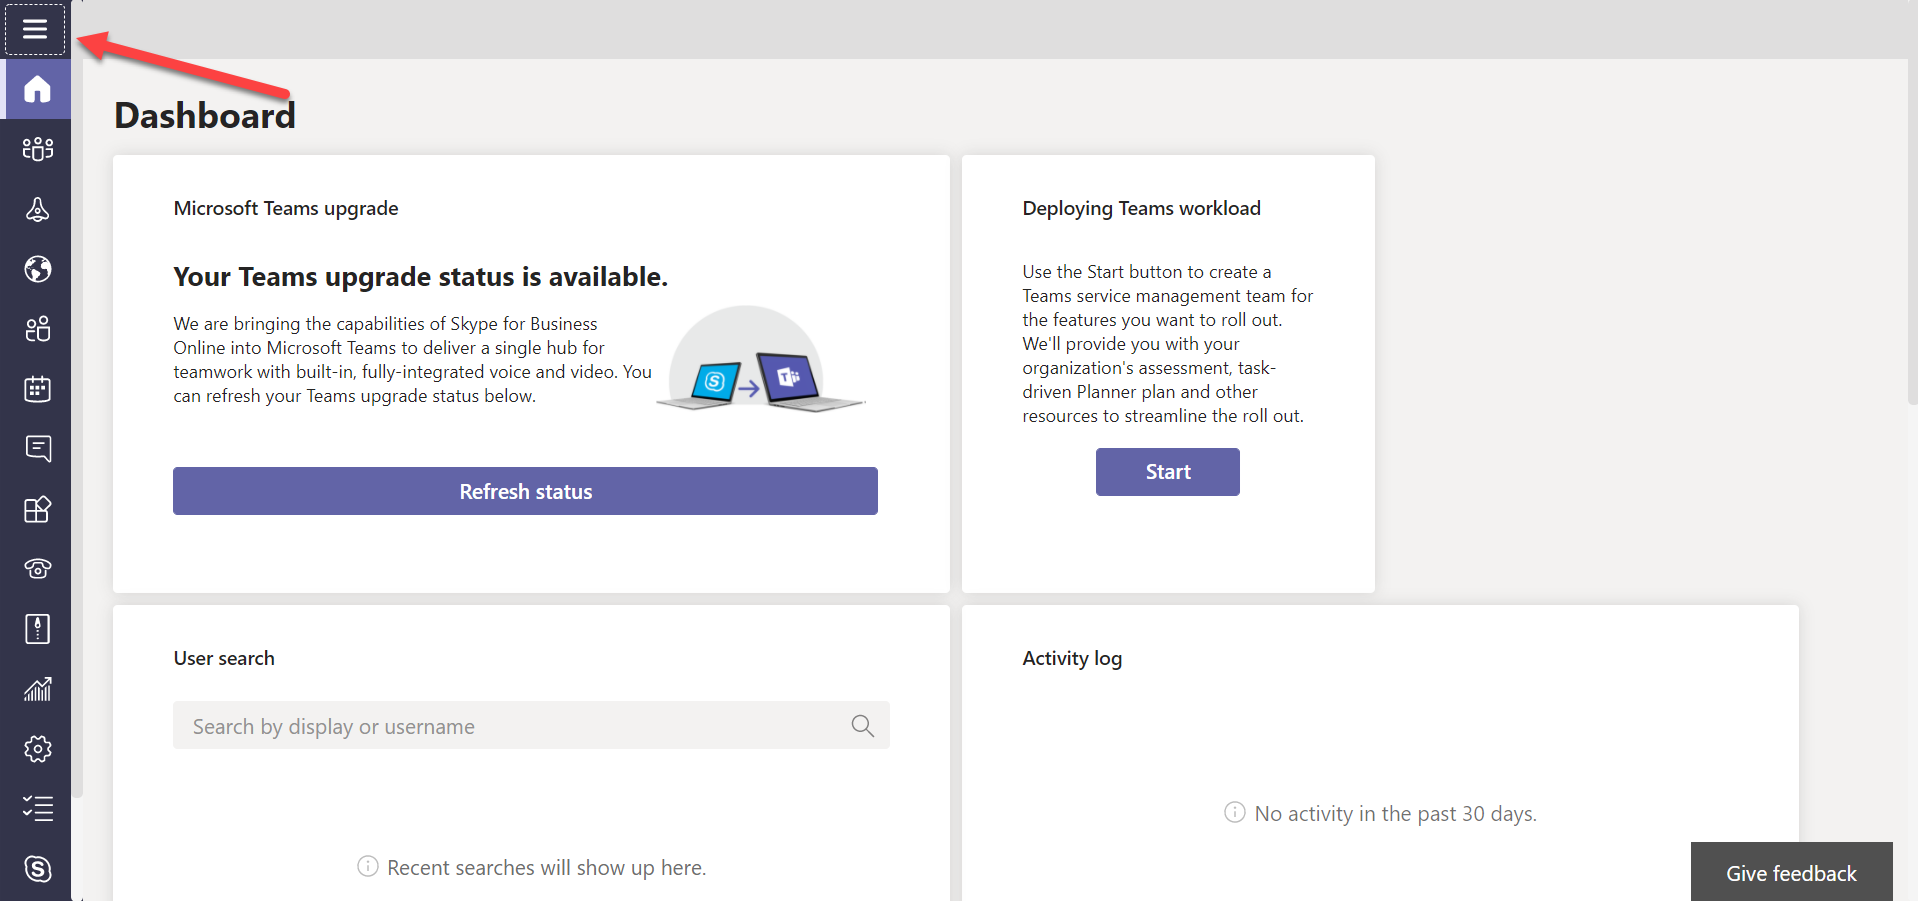 Dashboard
Microsoft Teams upgrade
Your Teams upgrade status is available.
We are bringing the capabilities of Skype for Business
Online into Microsoft Teams to deliver a single hub for
teamwork with built-in, fully-integrated voice and video. You
can refresh your Teams upgrade status below.
Refresh status
Deploying Teams workload
Use the Start button to create a
Teams service management team for
the features you want to roll out.
We'll provide you with your
organization's assessment, task-
driven Planner plan and other
resources to streamline the roll out.
Start
User search
Search by display or username
Recent searches will show up here.
Activity log
No activity in the past 30 days.
Give feedback